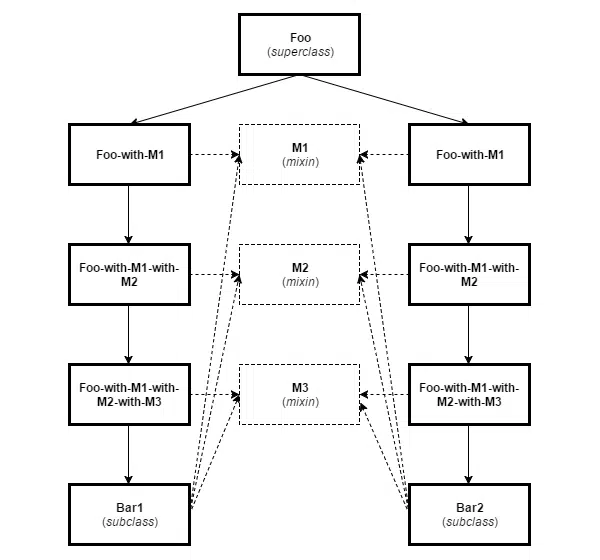 Foo
(superclass)
Foo-with-M1
M1
(mixin)
Foo-with-M1
Foo-with-M1-with-
M2
M2
(mixin)
Foo-with-M1-with-
M2
Foo-with-M1-with-
M2-with-M3
M3
(mixin)
Foo-with-M1-with-
M2-with-M3
Bar1
(subclass)
Bar2
(subclass)